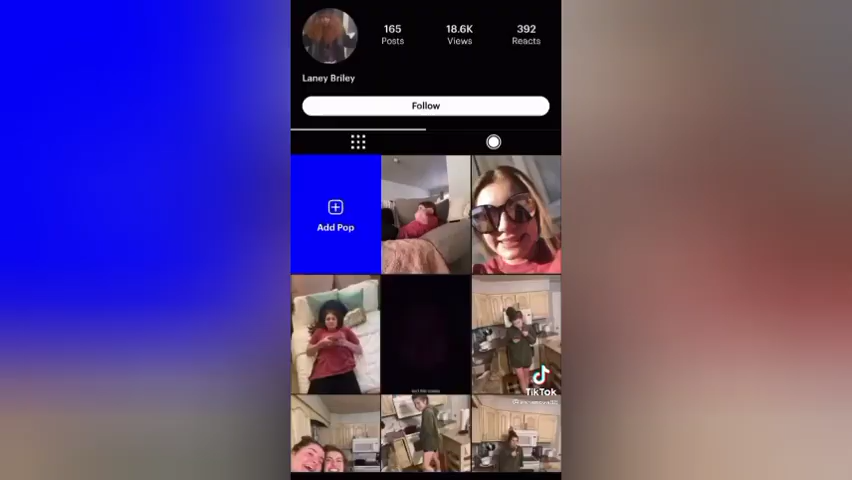 165
18.6K
392
Posts
Views
Reacts
Laney Briley
Follow
Add Pop
TikTok